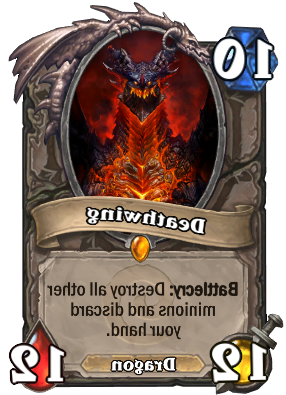 10
Deathwing
Battlecry: Destroy all other
minions and discard
your hand.
12
Dragon
12